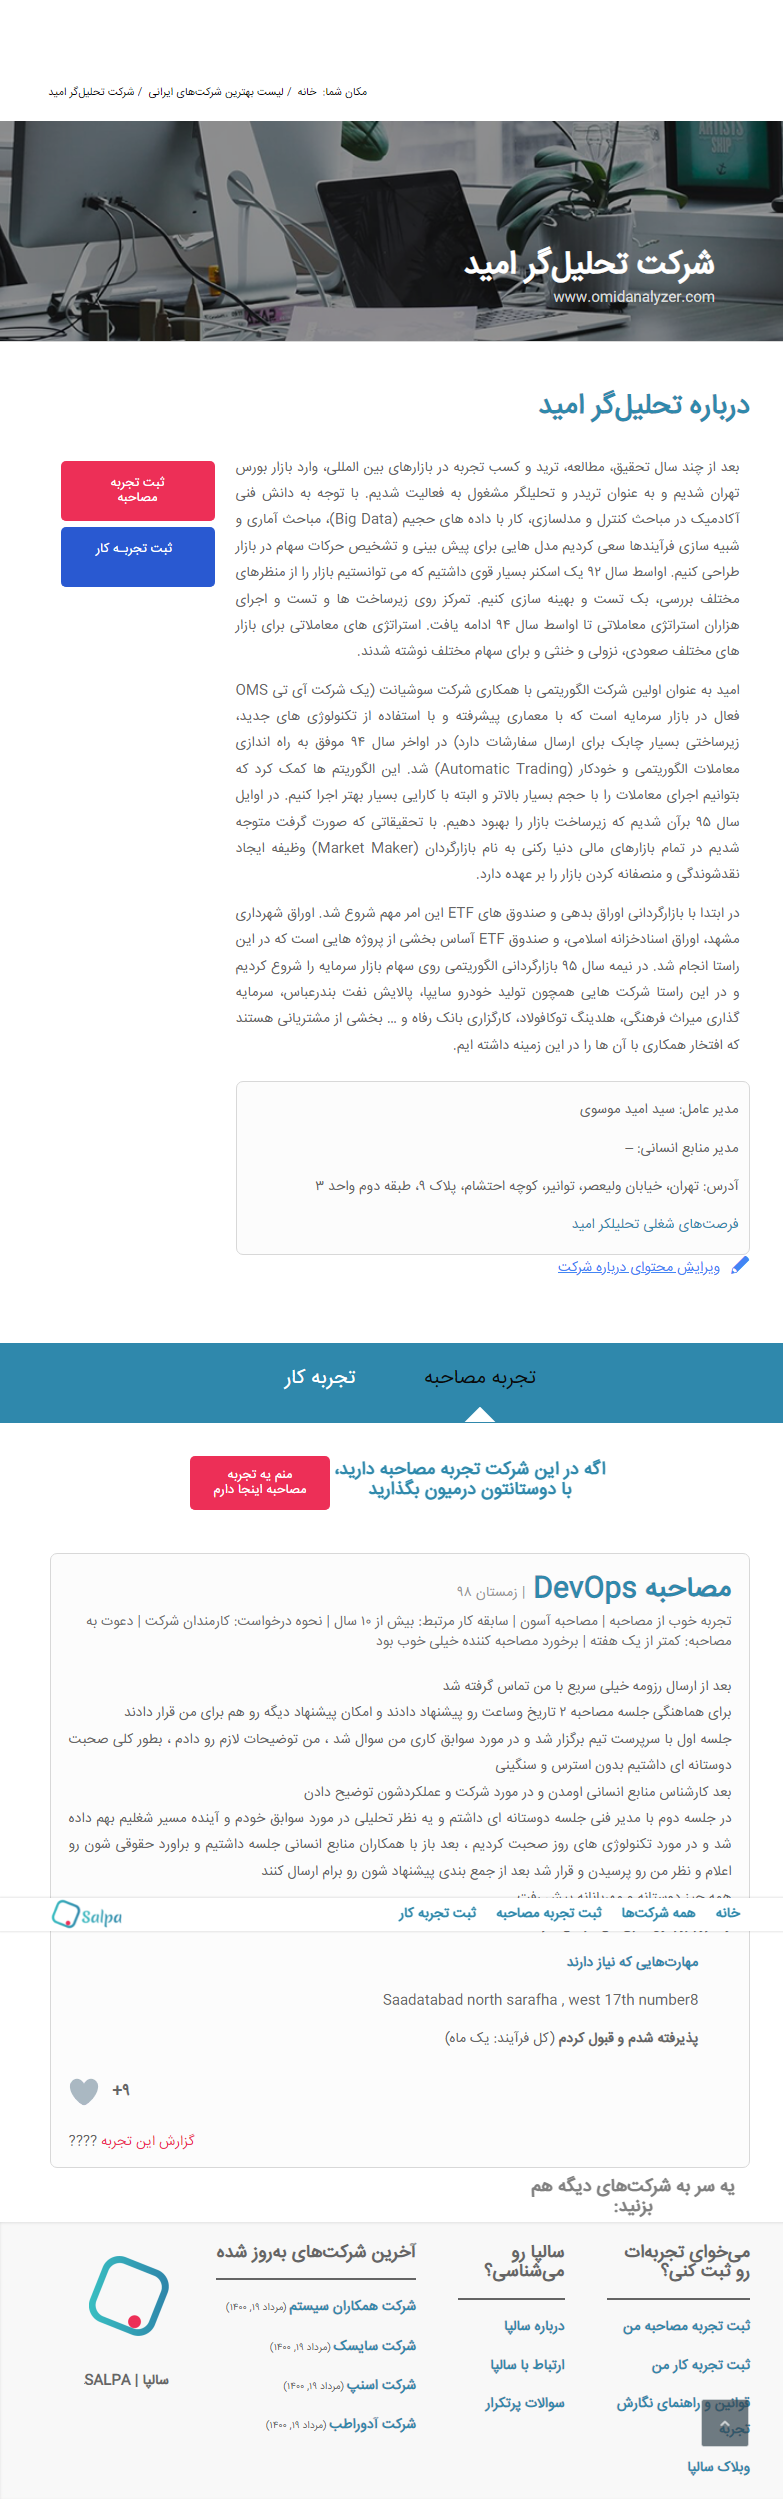 مکان شما: خانه / لیست بهترین شرکت‌های ایرانی / شرکت تحلیل‌گر امید
ARTISTS
SHIP
شرکت تحلیل‌گر امید
www.omidanalyzer.com
درباره تحلیل‌گر امید
ثبت تجربه
مصاحبه
ثبت تجربـه کار
بعد از چند سال تحقیق، مطالعه، ترید و کسب تجربه در بازارهای بین المللی، وارد بازار بورس
تهران شدیم و به عنوان تریدر و تحلیلگر مشغول به فعالیت شدیم. با توجه به دانش فنی
آکادمیک در مباحث کنترل و مدلسازی، کار با داده های حجیم (Big Data)، مباحث آماری و
شبیه سازی فرآیندها سعی کردیم مدل هایی برای پیش بینی و تشخیص حرکات سهام در بازار
طراحی کنیم. اواسط سال ۹۲ یک اسکنر بسیار قوی داشتیم که می توانستیم بازار را از منظرهای
مختلف بررسی، بک تست و بهینه سازی کنیم. تمرکز روی زیرساخت ها و تست و اجرای
هزاران استراتژی معاملاتی تا اواسط سال ۹۴ ادامه یافت. استراتژی های معاملاتی برای بازار
های مختلف صعودی، نزولی و خنثی و برای سهام مختلف نوشته شدند.
امید به عنوان اولین شرکت الگوریتمی با همکاری شرکت سوشیانت (یک شرکت آی تی OMS
فعال در بازار سرمایه است که با معماری پیشرفته و با استفاده از تکنولوژی های جدید،
زیرساختی بسیار چابک برای ارسال سفارشات دارد) در اواخر سال ۹۴ موفق به راه اندازی
معاملات الگوریتمی و خودکار (Automatic Trading) شد. این الگوریتم ها کمک کرد که
بتوانیم اجرای معاملات را با حجم بسیار بالاتر و البته با کارایی بسیار بهتر اجرا کنیم. در اوایل
سال ۹۵ برآن شدیم که زیرساخت بازار را بهبود دهیم. با تحقیقاتی که صورت گرفت متوجه
شدیم در تمام بازارهای مالی دنیا رکنی به نام بازارگردان (Market Maker) وظیفه ایجاد
نقدشوندگی و منصفانه کردن بازار را بر عهده دارد.
در ابتدا با بازارگردانی اوراق بدهی و صندوق های ETF این امر مهم شروع شد. اوراق شهرداری
مشهد، اوراق اسنادخزانه اسلامی، و صندوق ETF آساس بخشی از پروژه هایی است که در این
راستا انجام شد. در نیمه سال ۹۵ بازارگردانی الگوریتمی روی سهام بازار سرمایه را شروع کردیم
و در این راستا شرکت هایی همچون تولید خودرو سایپا، پالایش نفت بندرعباس، سرمایه
گذاری میراث فرهنگی، هلدینگ توکافولاد، کارگزاری بانک رفاه و … بخشی از مشتریانی هستند
که افتخار همکاری با آن ها را در این زمینه داشته ایم.
مدیر عامل: سید امید موسوی
مدیر منابع انسانی: –
آدرس: تهران، خیابان ولیعصر، توانیر، کوچه احتشام، پلاک ۹، طبقه دوم واحد ۳
فرصت‌های شغلی تحلیلکر امید
ویرایش محتوای درباره شرکت
تجربه مصاحبه
تجربه کار
اگه در این شرکت تجربه مصاحبه دارید،
با دوستانتون درمیون بگذارید
منم یه تجربه
مصاحبه اینجا دارم
مصاحبه DevOps | زمستان ۹۸
تجربه خوب از مصاحبه | مصاحبه آسون | سابقه کار مرتبط: بیش از ۱۰ سال | نحوه درخواست: کارمندان شرکت | دعوت به
مصاحبه: کمتر از یک هفته | برخورد مصاحبه کننده خیلی خوب بود
بعد از ارسال رزومه خیلی سریع با من تماس گرفته شد
برای هماهنگی جلسه مصاحبه ۲ تاریخ وساعت رو پیشنهاد دادند و امکان پیشنهاد دیگه رو هم برای من قرار دادند
جلسه اول با سرپرست تیم برگزار شد و در مورد سوابق کاری من سوال شد ، من توضیحات لازم رو دادم ، بطور کلی صحبت
دوستانه ای داشتیم بدون استرس و سنگینی
بعد کارشناس منابع انسانی اومدن و در مورد شرکت و عملکردشون توضیح دادن
در جلسه دوم با مدیر فنی جلسه دوستانه ای داشتم و یه نظر تحلیلی در مورد سوابق خودم و آینده مسیر شغلیم بهم داده
شد و در مورد تکنولوژی های روز صحبت کردیم ، بعد باز با همکاران منابع انسانی جلسه داشتیم و براورد حقوقی شون رو
اعلام و نظر من رو پرسیدن و قرار شد بعد از جمع بندی پیشنهاد شون رو برام ارسال کنند
خانه
همه شرکت‌ها
ثبت تجربه مصاحبه
ثبت تجربه کار
Salpa
مهارت‌هایی که نیاز دارند
Saadatabad north sarafha , west 17th number8
پذیرفته شدم و قبول کردم (کل فرآیند: یک ماه)
+۹
گزارش این تجربه ????
یه سر به شرکت‌های دیگه هم
بزنید:
می‌خوای تجربه‌ات
رو ثبت کنی؟
ثبت تجربه مصاحبه من
ثبت تجربه کار من
قوانین و راهنمای نگارش
تجربه
وبلاک سالپا
سالپا رو
می‌شناسی؟
درباره سالپا
ارتباط با سالپا
سوالات پرتکرار
آخرین شرکت‌های به‌روز شده
شرکت همکاران سیستم (مرداد ۱۹, ۱۴۰۰)
شرکت سایسک (مرداد ۱۹, ۱۴۰۰)
شرکت اسنپ (مرداد ۱۹, ۱۴۰۰)
شرکت آدوراطب (مرداد ۱۹, ۱۴۰۰)
سالپا | SALPA